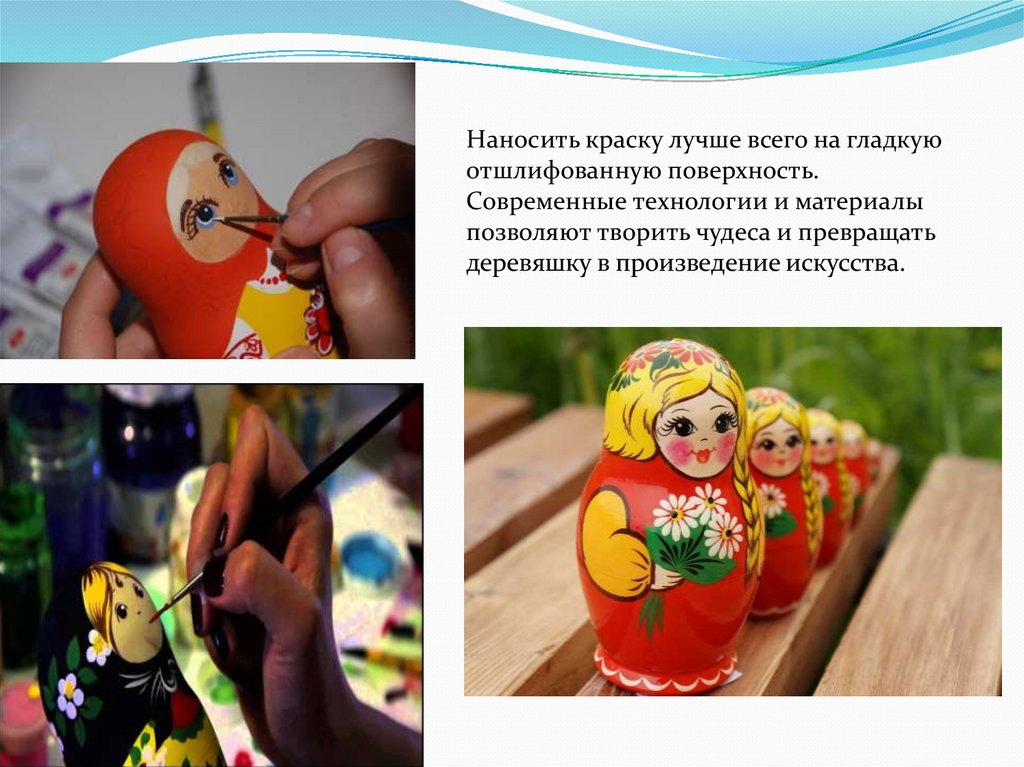 Наносить краску лучше всего на гладкую
отшлифованную поверхность.
Современные технологии и материалы
позволяют творить чудеса и превращать
деревяшку в произведение искусства.